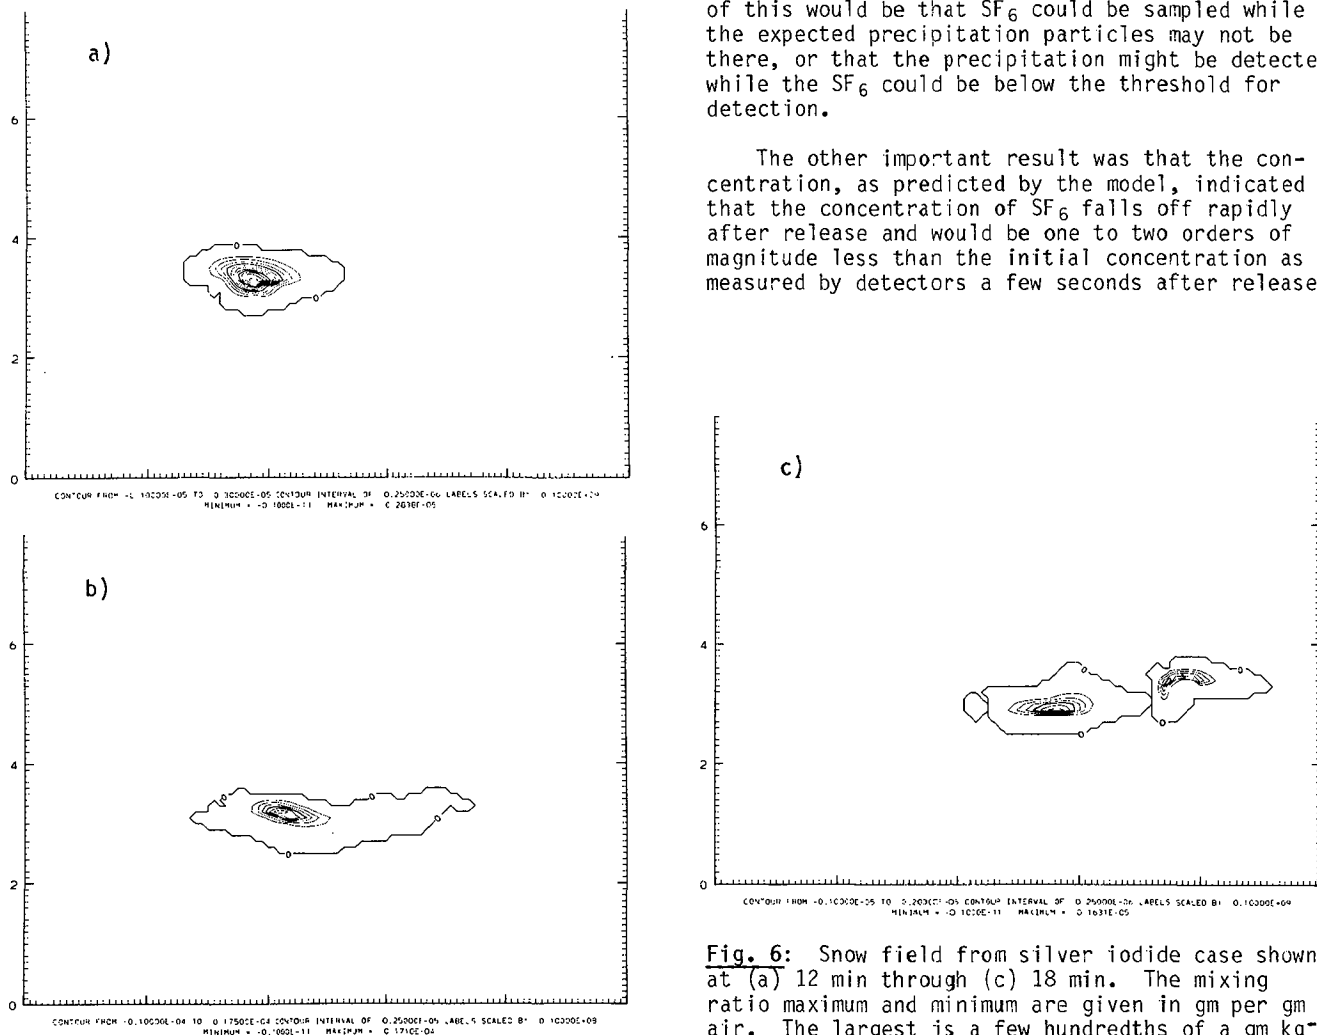 a)
6
4
2
0
b)
6
4
2
0
of this would be that SF6 could be sampled while
the expected precipitation particles may not be
there, or that the precipitation might be detecte
while the SF6 could be below the threshold for
detection.
The other important result was that the con-
centration, as predicted by the model, indicated
that the concentration of SF6 falls off rapidly
after release and would be one to two orders of
magnitude less than the initial concentration as
measured by detectors a few seconds after release
c)
6
4
2
0
Fig. 6: Snow field from silver iodide case shown
at (a) 12 min through (c) 18 min. The mixing
ratio maximum and minimum are given in gm per gm
air. The largest is a few hundredths of a gm kg-